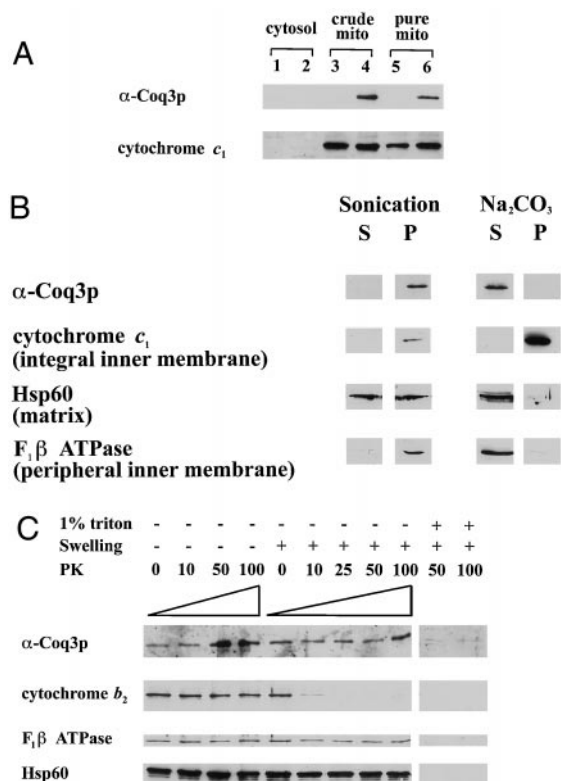 A
cytosol crude mito pure mito
1 2 3 4 5 6
α-Coq3p
cytochrome c₁
B
Sonication Na₂CO₃
S P S P
α-Coq3p
cytochrome c₁
(integral inner membrane)
Hsp60
(matrix)
F₁β ATPase
(peripheral inner membrane)
C
1% triton - - - - - - - - - + +
Swelling - - - - + + + + + + +
PK 0 10 50 100 0 10 25 50 100 50 100
α-Coq3p
cytochrome b₂
F₁β ATPase
Hsp60